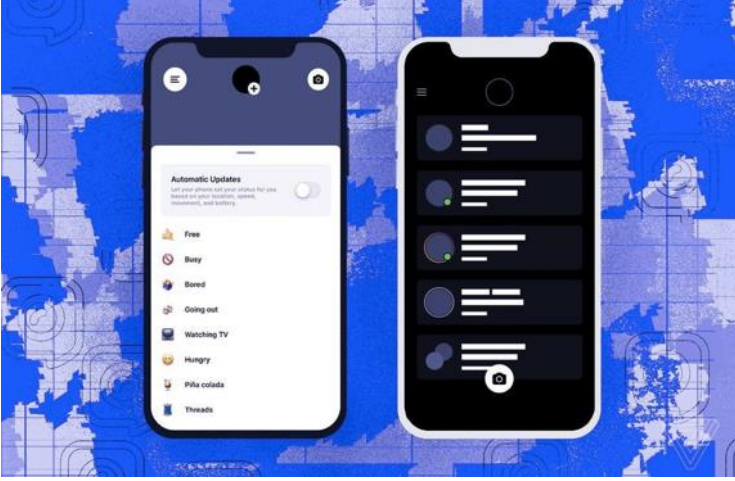 Automatic Updates
Let your phone set your status for you
based on your location, speed,
movement, and battery.
Free
Busy
Bored
Going out
Watching TV
Hungry
Piña colada
Threads